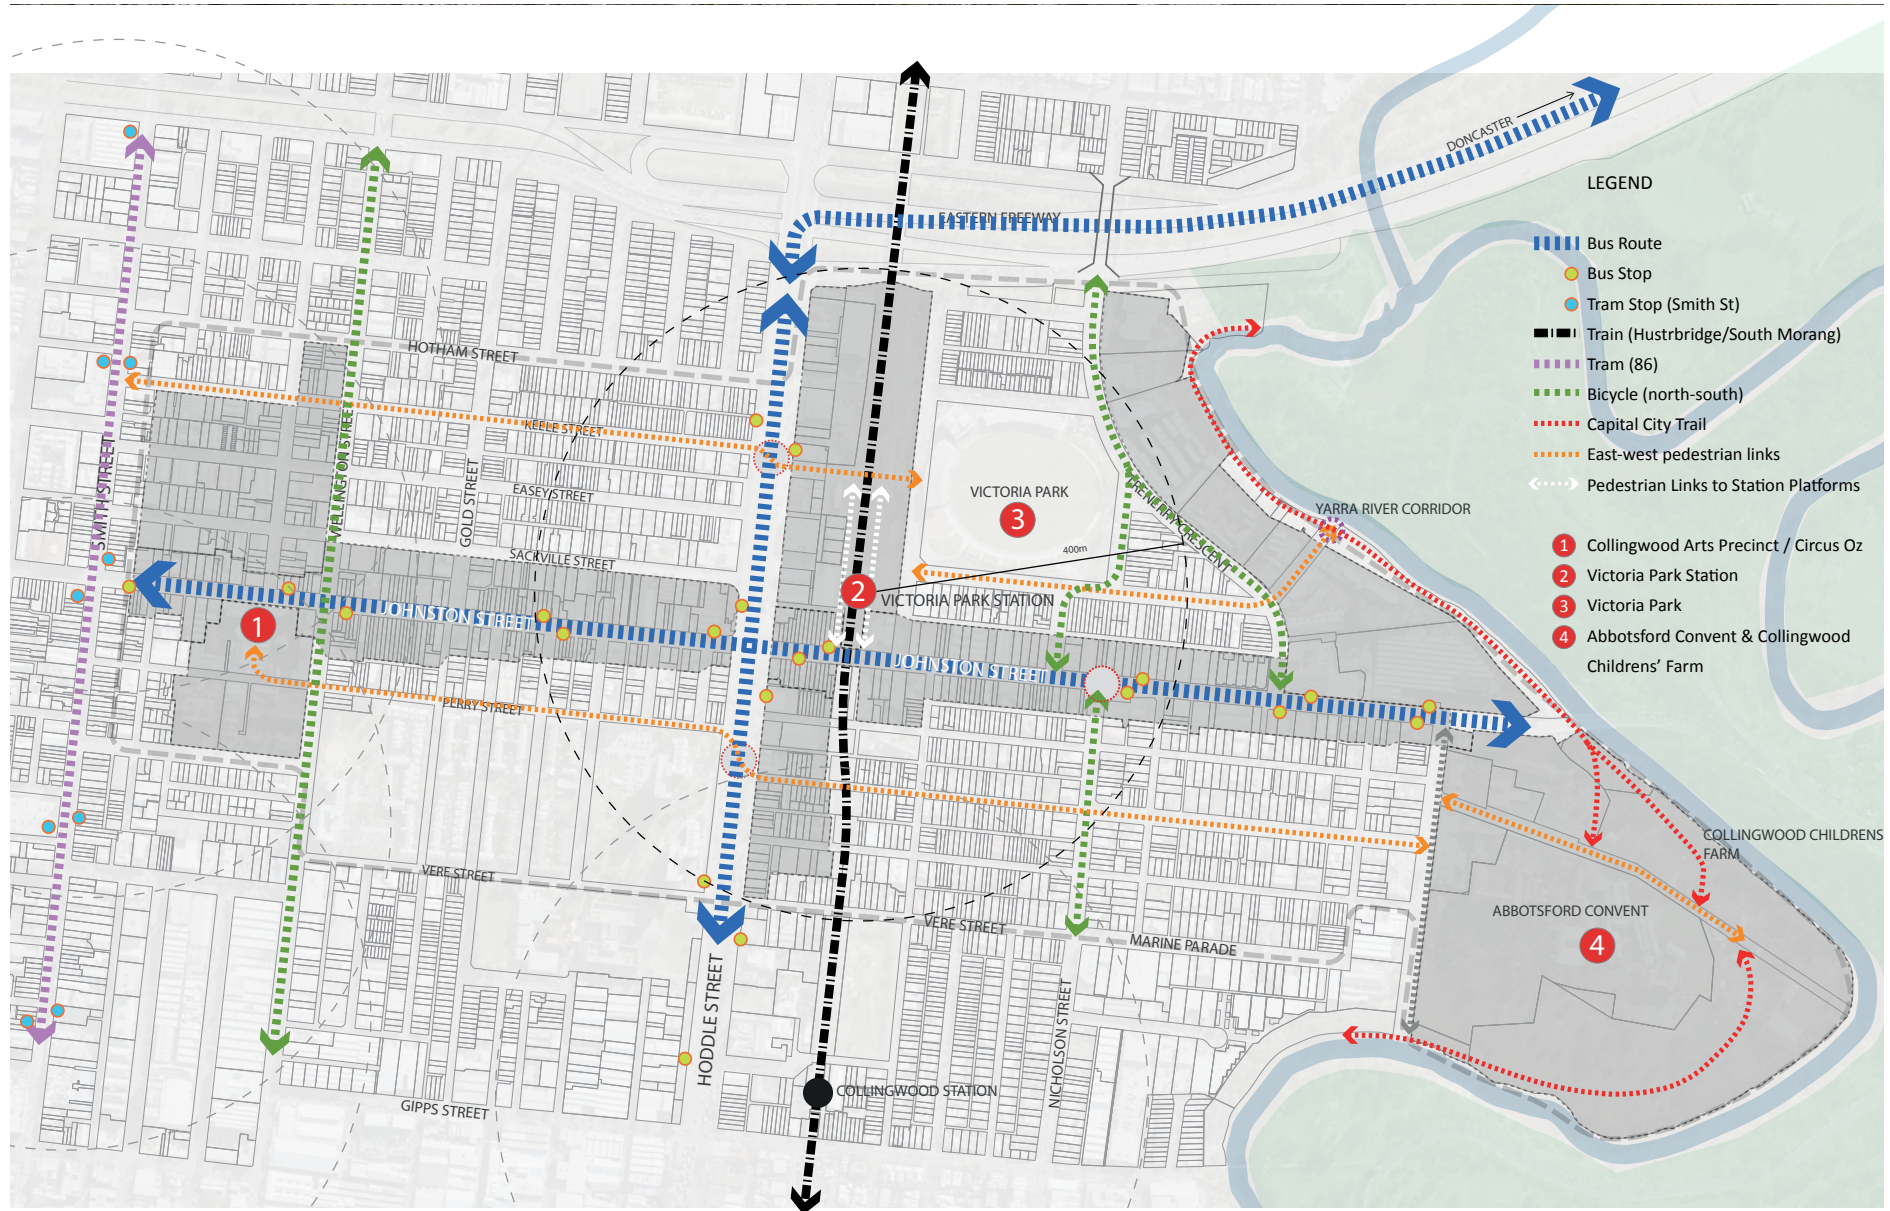 DONCASTER
EASTERN FREEWAY
LEGEND
Bus Route
Bus Stop
Tram Stop (Smith St)
Train (Hustrbridge/South Morang)
Tram (86)
Bicycle (north-south)
Capital City Trail
East-west pedestrian links
Pedestrian Links to Station Platforms
1 Collingwood Arts Precinct / Circus Oz
2 Victoria Park Station
3 Victoria Park
4 Abbotsford Convent & Collingwood
Childrens' Farm
HOTHAM STREET
KEELE STREET
EASEY STREET
SACKVILLE STREET
SMITH STREET
WELLINGTON STREET
GOLD STREET
VICTORIA PARK
3
400m
TRENERRY CRESCENT
YARRA RIVER CORRIDOR
2
VICTORIA PARK STATION
1
JOHNSTON STREET
JOHNSTON STREET
PERRY STREET
VERE STREET
VERE STREET
MARINE PARADE
COLLINGWOOD CHILDRENS
FARM
ABBOTSFORD CONVENT
4
HODDLE STREET
NICHOLSON STREET
COLLINGWOOD STATION
GIPPS STREET